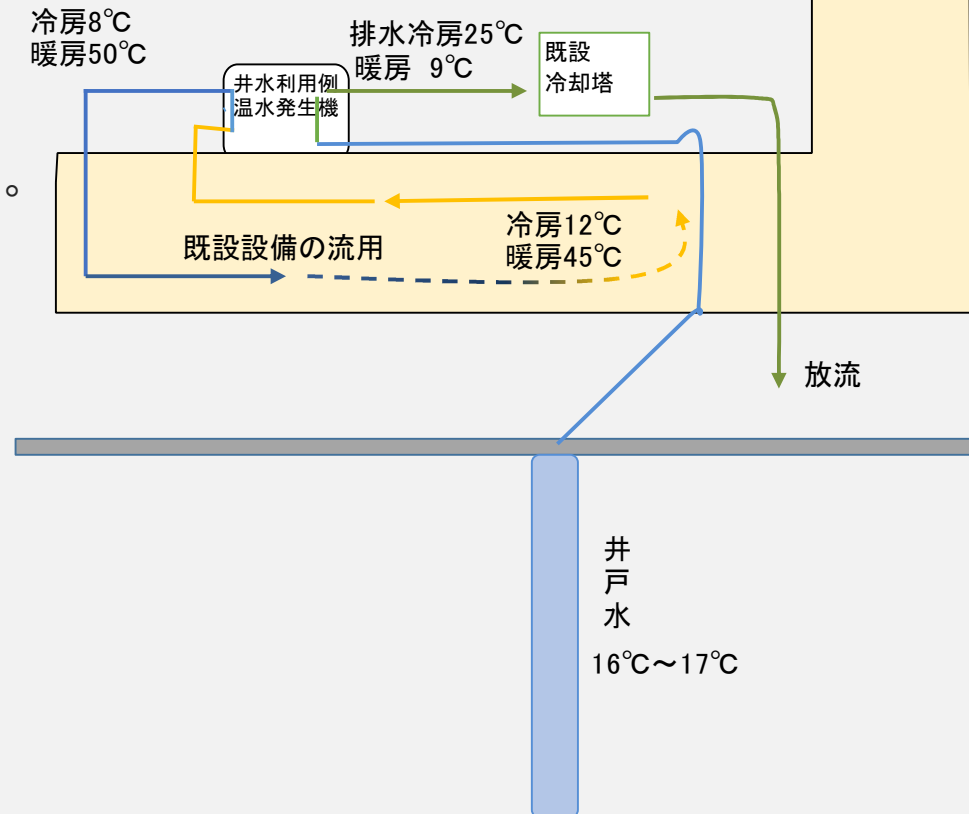 冷房8℃
暖房50℃
排水冷房25℃
暖房 9℃
既設
冷却塔
井水利用例
温水発生機
。
冷房12℃
暖房45℃
既設設備の流用
放流
井戸水
16℃～17℃